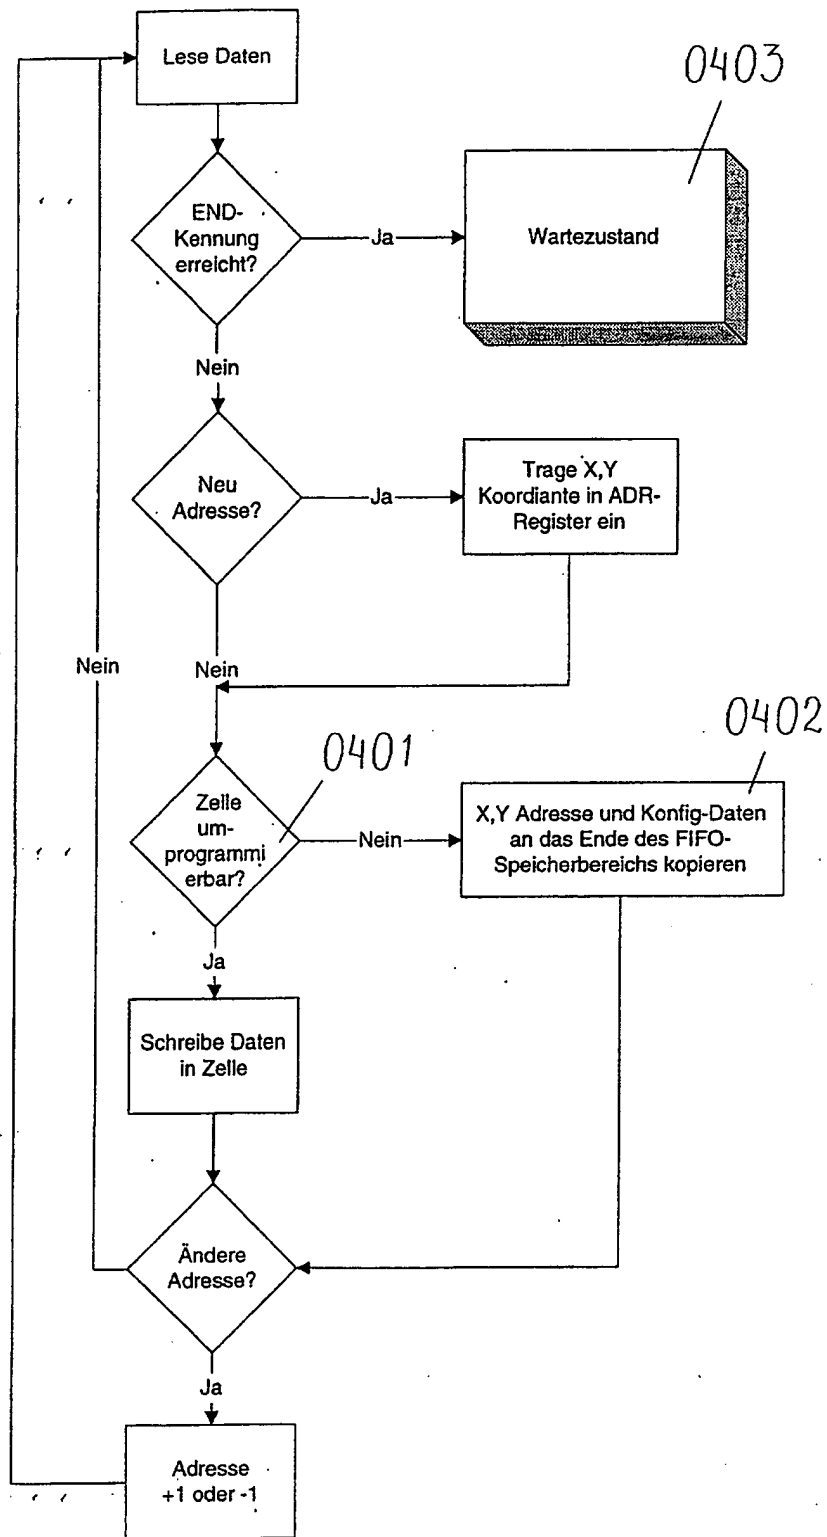 Lese Daten
0403
END-
Kennung
erreicht?
Ja
Wartezustand
Nein
Neu
Adresse?
Ja
Trage X,Y
Koordiante in ADR-
Register ein
Nein
Nein
0401
0402
Zelle
um-
programmi
erbar?
Nein
X,Y Adresse und Konfig-Daten
an das Ende des FIFO-
Speicherbereichs kopieren
Ja
Schreibe Daten
in Zelle
Ändere
Adresse?
Ja
Adresse
+1 oder -1